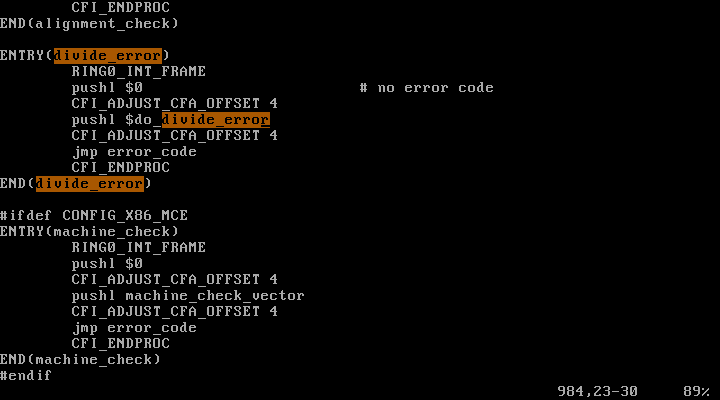 CFI_ENDPROC
END(alignment_check)
ENTRY(divide_error)
RING0_INT_FRAME
pushl $0 # no error code
CFI_ADJUST_CFA_OFFSET 4
pushl $do_divide_error
CFI_ADJUST_CFA_OFFSET 4
jmp error_code
CFI_ENDPROC
END(divide_error)
#ifdef CONFIG_X86_MCE
ENTRY(machine_check)
RING0_INT_FRAME
pushl $0
CFI_ADJUST_CFA_OFFSET 4
pushl machine_check_vector
CFI_ADJUST_CFA_OFFSET 4
jmp error_code
CFI_ENDPROC
END(machine_check)
#endif
984,23-30 89%